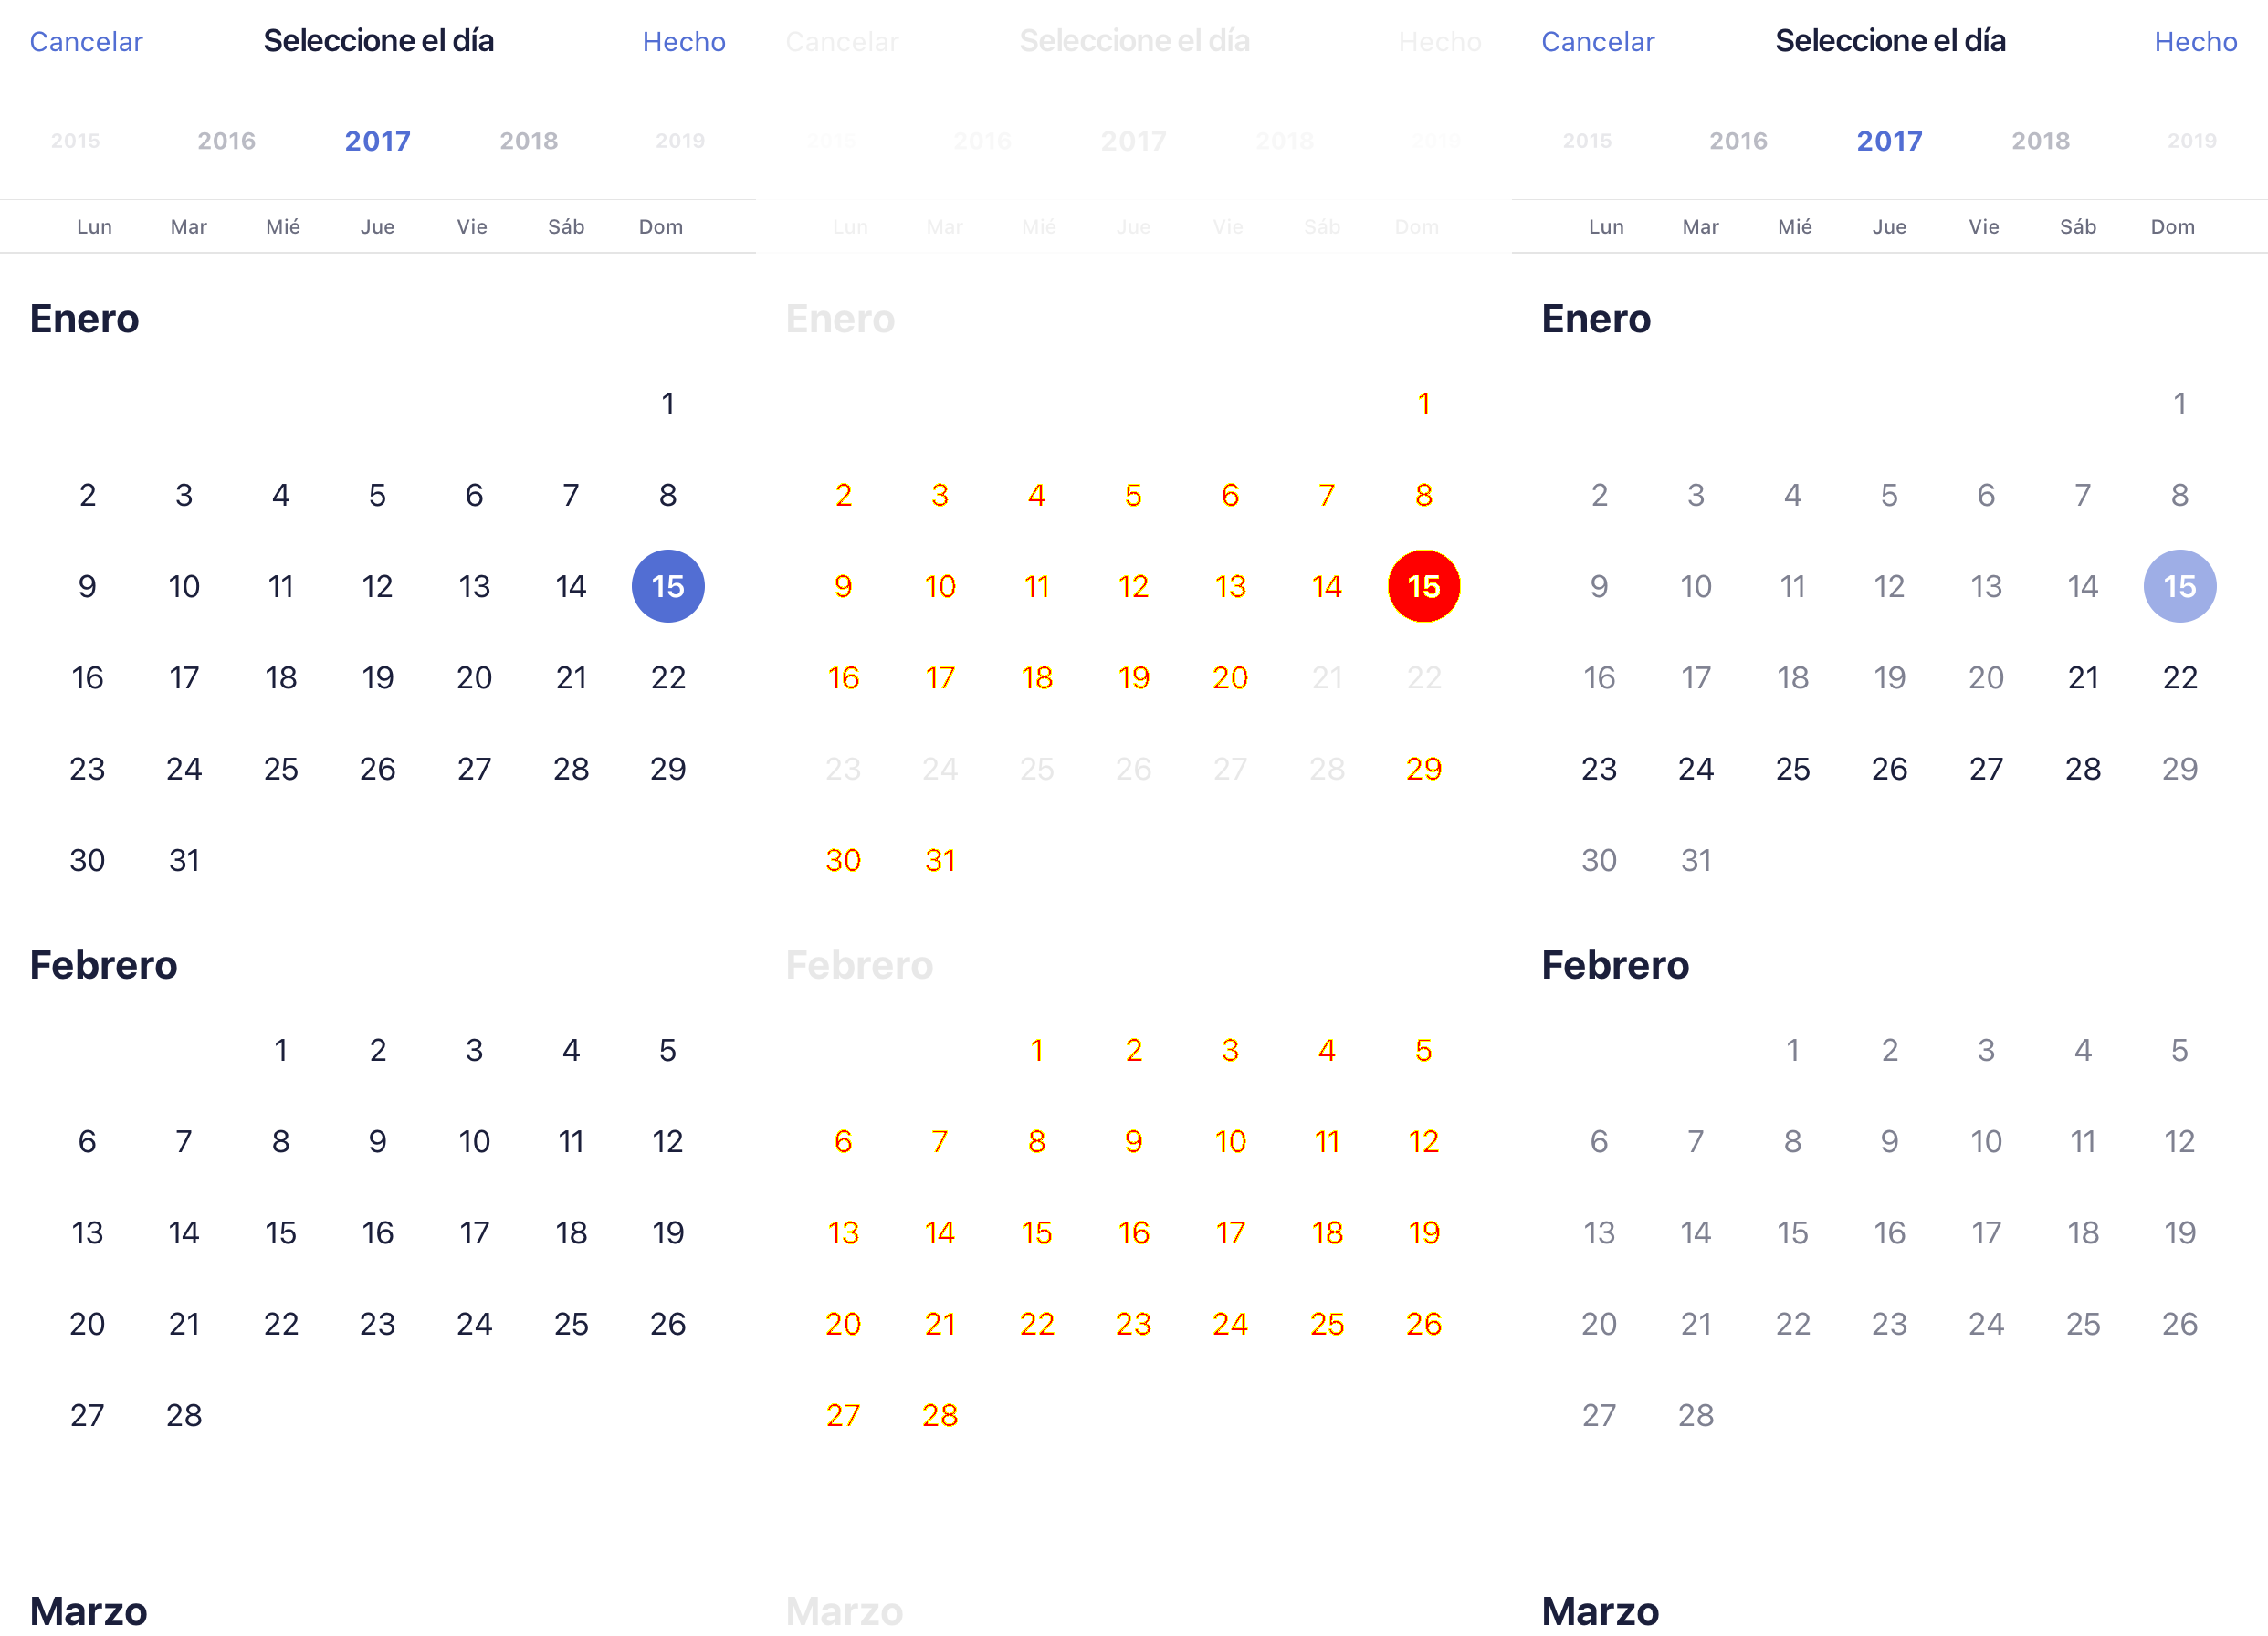 Cancelar Seleccione el día Hecho
2015 2016 2017 2018 2019
Lun Mar Mié Jue Vie Sáb Dom
Enero
1
2 3 4 5 6 7 8
9 10 11 12 13 14 15
16 17 18 19 20 21 22
23 24 25 26 27 28 29
30 31
Febrero
1 2 3 4 5
6 7 8 9 10 11 12
13 14 15 16 17 18 19
20 21 22 23 24 25 26
27 28
Marzo
Cancelar Seleccione el día Hecho
2015 2016 2017 2018 2019
Lun Mar Mié Jue Vie Sáb Dom
Enero
1
2 3 4 5 6 7 8
9 10 11 12 13 14 15
16 17 18 19 20 21 22
23 24 25 26 27 28 29
30 31
Febrero
1 2 3 4 5
6 7 8 9 10 11 12
13 14 15 16 17 18 19
20 21 22 23 24 25 26
27 28
Marzo
Cancelar Seleccione el día Hecho
2015 2016 2017 2018 2019
Lun Mar Mié Jue Vie Sáb Dom
Enero
1
2 3 4 5 6 7 8
9 10 11 12 13 14 15
16 17 18 19 20 21 22
23 24 25 26 27 28 29
30 31
Febrero
1 2 3 4 5
6 7 8 9 10 11 12
13 14 15 16 17 18 19
20 21 22 23 24 25 26
27 28
Marzo